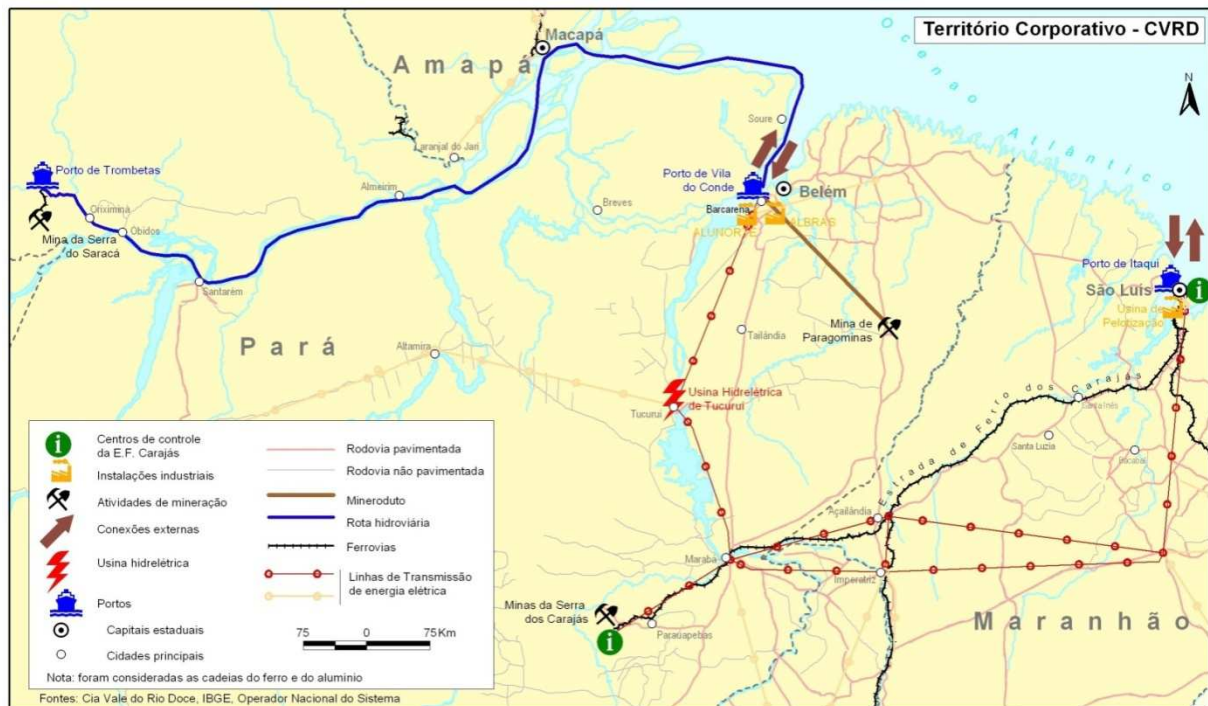 Território Corporativo - CVRD
Macapá
Amapá
N
Oceano
Atlântico
Soure
Laranjal do Jari
Porto de Trombetas
Porto de Vila
do Conde
Belém
Almeirim
Breves
Barcarena
ALBRAS
ALUNORTE
Oriximiná
Mina da Serra
do Saracá
Óbidos
Santarém
Porto de Itaqui
São Luís
i
Usina de
Pelotização
Pará
Mina de
Paragominas
Tailândia
Altamira
Usina Hidrelétrica
de Tucuruí
Tucuruí
Estrada de Ferro dos Carajás
Santa Inês
Santa Luzia
Bacabal
Açailândia
Marabá
Imperatriz
Minas da Serra
dos Carajás
i
Parauapebas
Maranhão
i
Centros de controle
da E.F. Carajás
Instalações industriais
Atividades de mineração
Conexões externas
Usina hidrelétrica
Portos
Capitais estaduais
Cidades principais
Rodovia pavimentada
Rodovia não pavimentada
Mineroduto
Rota hidroviária
Ferrovias
Linhas de Transmissão
de energia elétrica
75 0 75 Km
Nota: foram consideradas as cadeias do ferro e do aluminio
Fontes: Cia Vale do Rio Doce, IBGE, Operador Nacional do Sistema